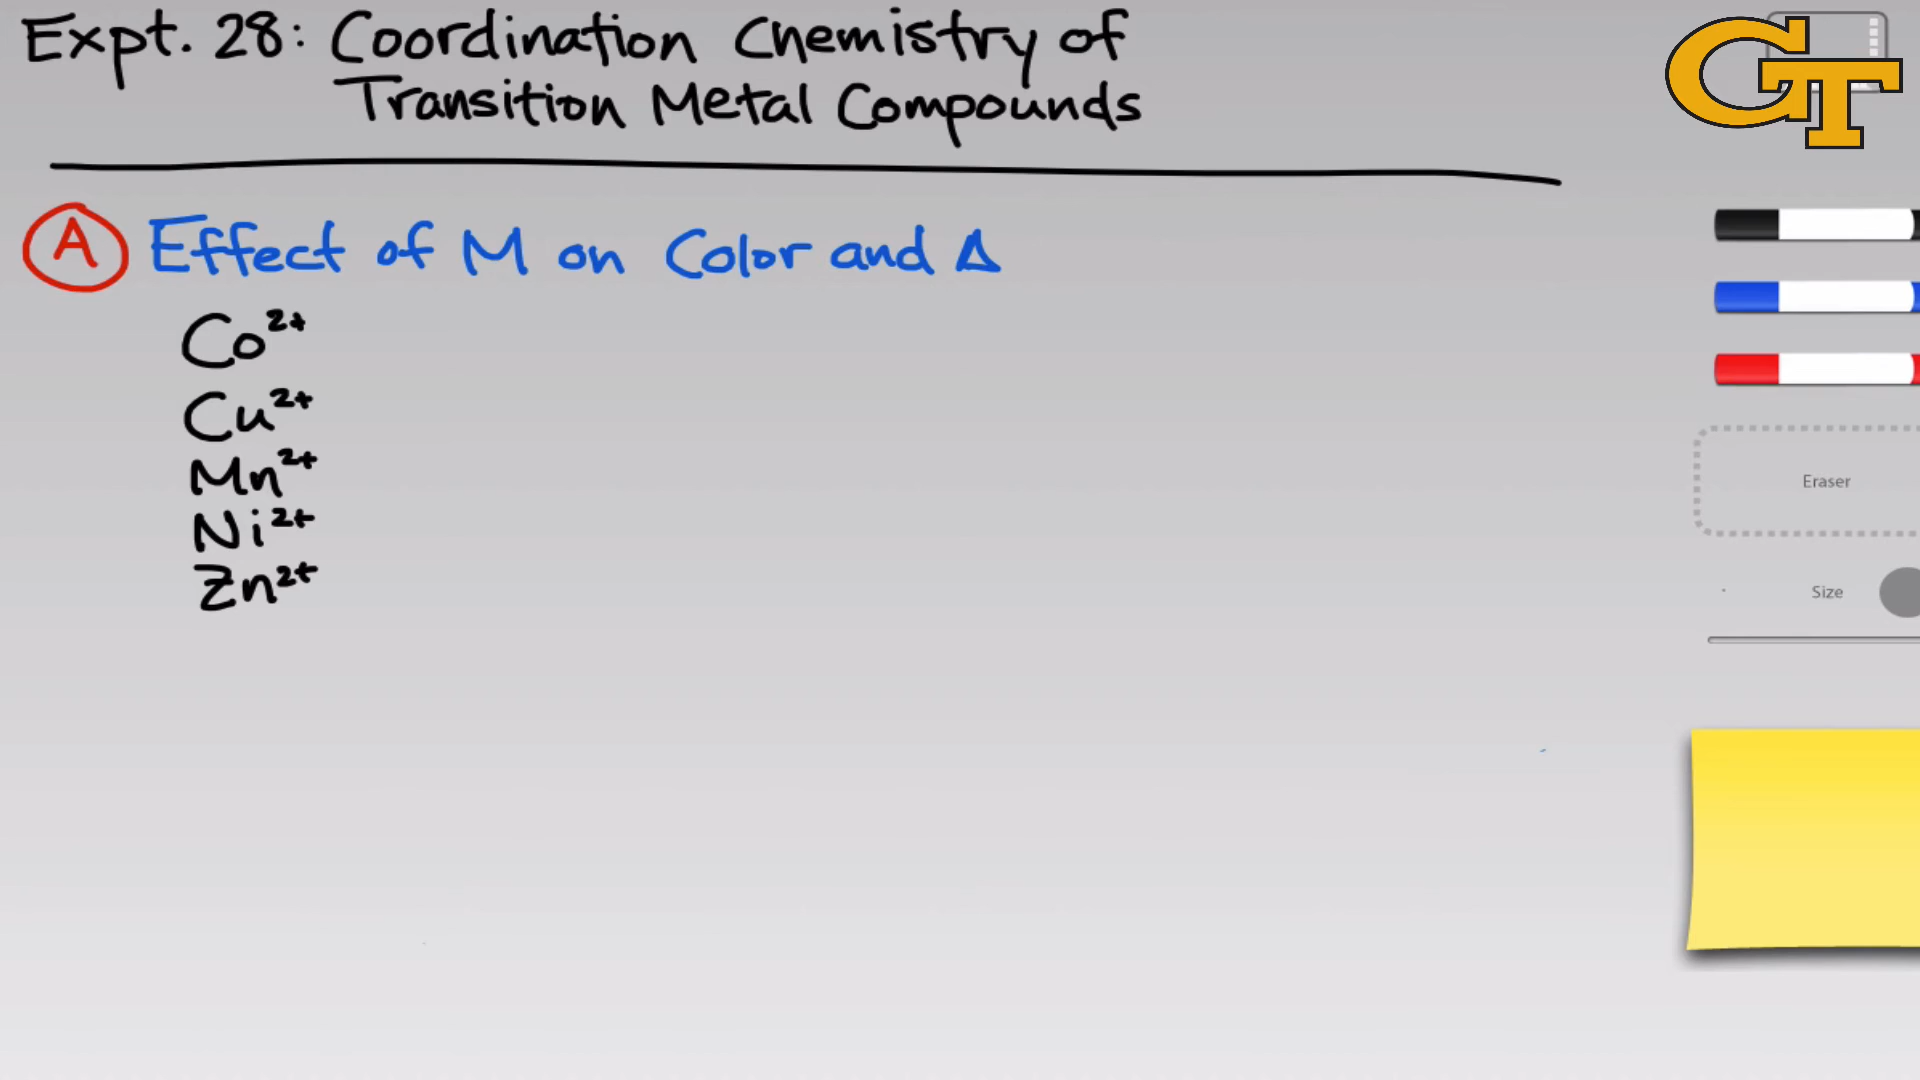 Expt. 28: Coordination Chemistry of
Transition Metal Compounds
GT
A Effect of M on Color and Δ
Co²⁺
Cu²⁺
Mn²⁺
Ni²⁺
Zn²⁺
Eraser
Size